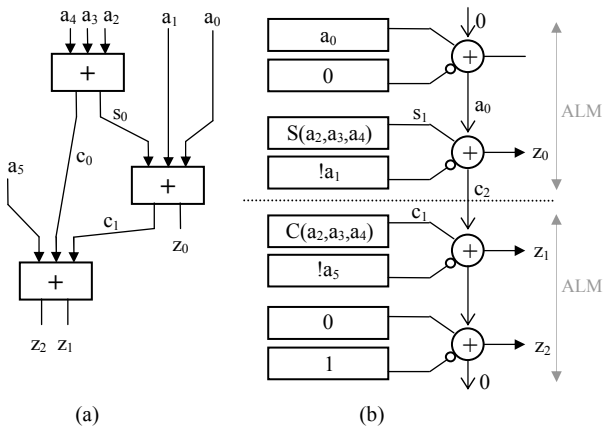 a₄ a₃ a₂ a₁ a₀
+
s₀
c₀
a₅
+
c₁
z₀
+
z₂ z₁
(a)
0
a₀
0
+
a₀
ALM
S(a₂,a₃,a₄)
s₁
!a₁
+
z₀
c₂
C(a₂,a₃,a₄)
c₁
!a₅
+
z₁
ALM
0
1
+
z₂
0
(b)